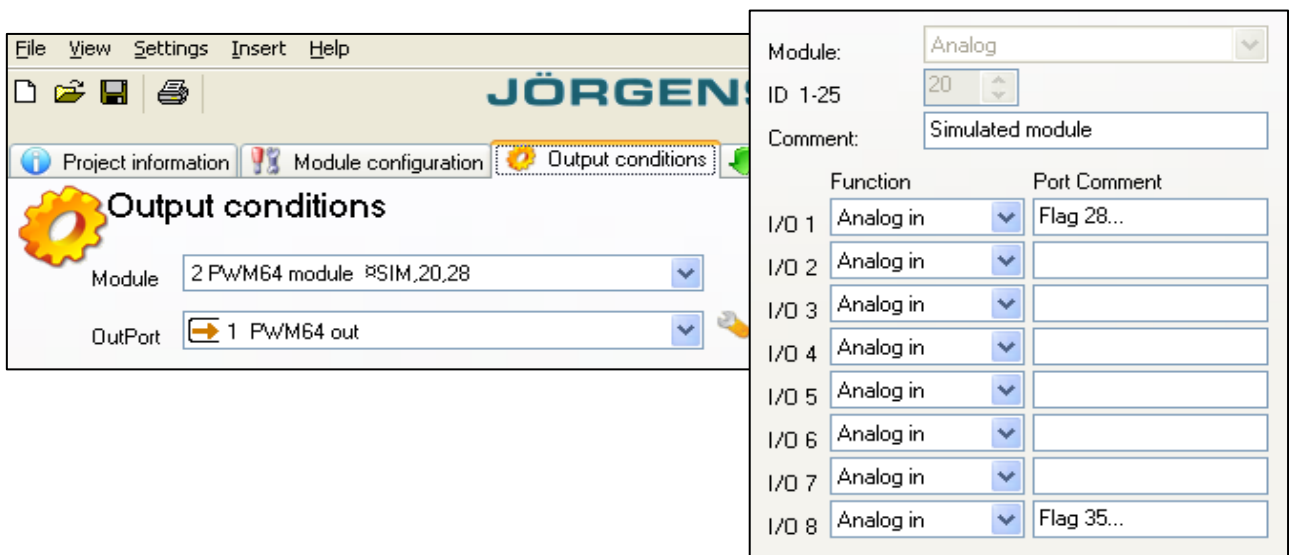 File View Settings Insert Help
JÖRGENS
Project information Module configuration Output conditions
Output conditions
Module 2 PWM64 module ¤SIM,20,28
OutPort 1 PWM64 out
Module: Analog
ID 1-25 20
Comment: Simulated module
Function Port Comment
I/O 1 Analog in Flag 28...
I/O 2 Analog in
I/O 3 Analog in
I/O 4 Analog in
I/O 5 Analog in
I/O 6 Analog in
I/O 7 Analog in
I/O 8 Analog in Flag 35...